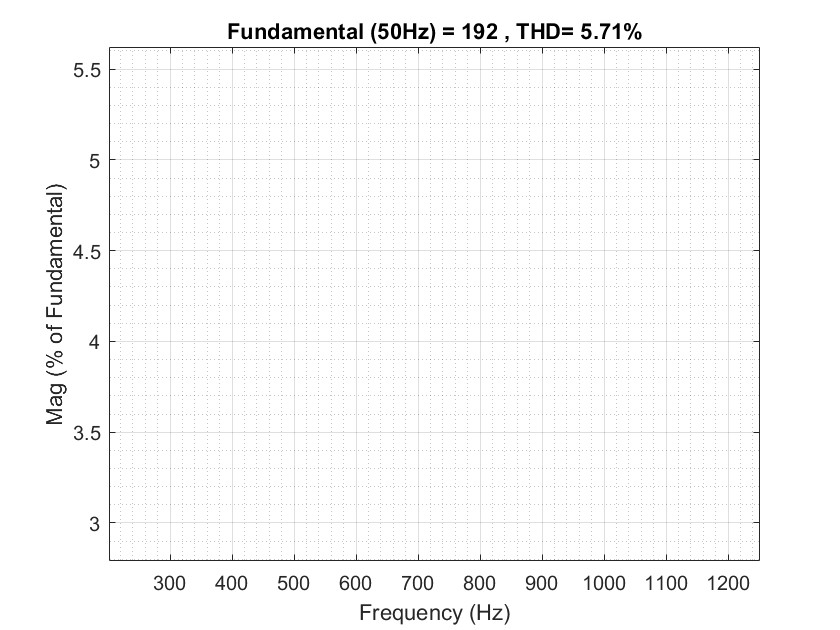 Fundamental (50Hz) = 192 , THD= 5.71%
5.5
5
4.5
4
3.5
3
Mag (% of Fundamental)
300 400 500 600 700 800 900 1000 1100 1200
Frequency (Hz)